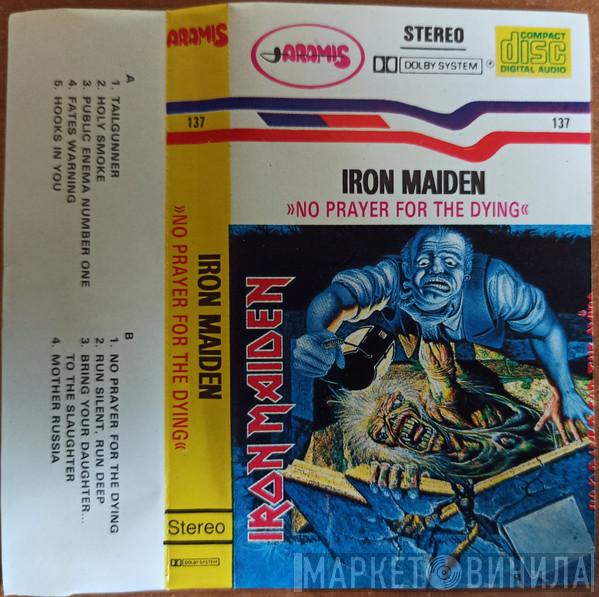 A
1. TAILGUNNER
2. HOLY SMOKE
3. PUBLIC ENEMA NUMBER ONE
4. FATES WARNING
5. HOOKS IN YOU
B
1. NO PRAYER FOR THE DYING
2. RUN SILENT, RUN DEEP
3. BRING YOUR DAUGHTER...
TO THE SLAUGHTER
4. MOTHER RUSSIA
ARAMIS
137
IRON MAIDEN
»NO PRAYER FOR THE DYING«
Stereo
DOLBY SYSTEM
ARAMIS
STEREO
DOLBY SYSTEM
COMPACT
disc
DIGITAL AUDIO
137
IRON MAIDEN
»NO PRAYER FOR THE DYING«
IRON MAIDEN
МАРКЕТ ВИНИЛА